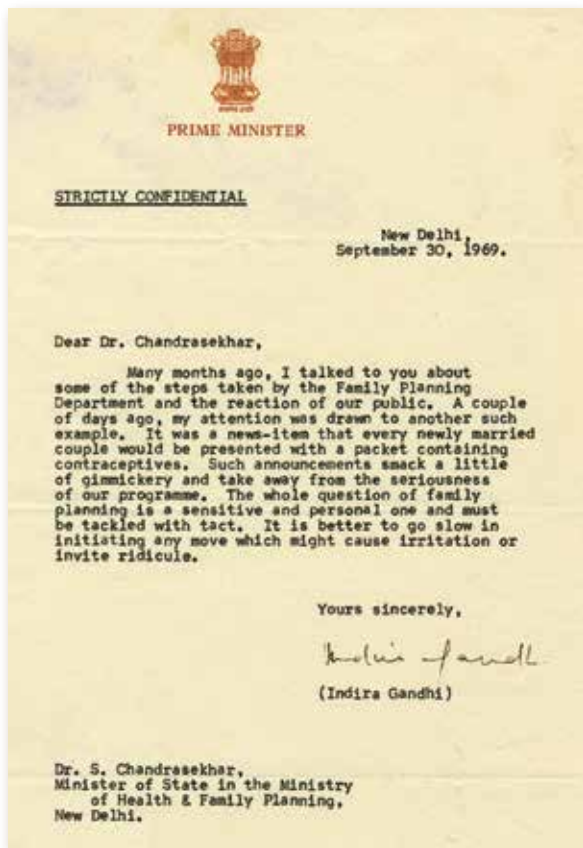 PRIME MINISTER
STRICTLY CONFIDENTIAL
New Delhi,
September 30, 1969.
Dear Dr. Chandrasekhar,
Many months ago, I talked to you about
some of the steps taken by the Family Planning
Department and the reaction of our public. A couple
of days ago, my attention was drawn to another such
example. It was a news-item that every newly married
couple would be presented with a packet containing
contraceptives. Such announcements smack a little
of gimmickery and take away from the seriousness
of our programme. The whole question of family
planning is a sensitive and personal one and must
be tackled with tact. It is better to go slow in
initiating any move which might cause irritation or
invite ridicule.
Yours sincerely,
Indira Gandhi
(Indira Gandhi)
Dr. S. Chandrasekhar,
Minister of State in the Ministry
of Health & Family Planning,
New Delhi.